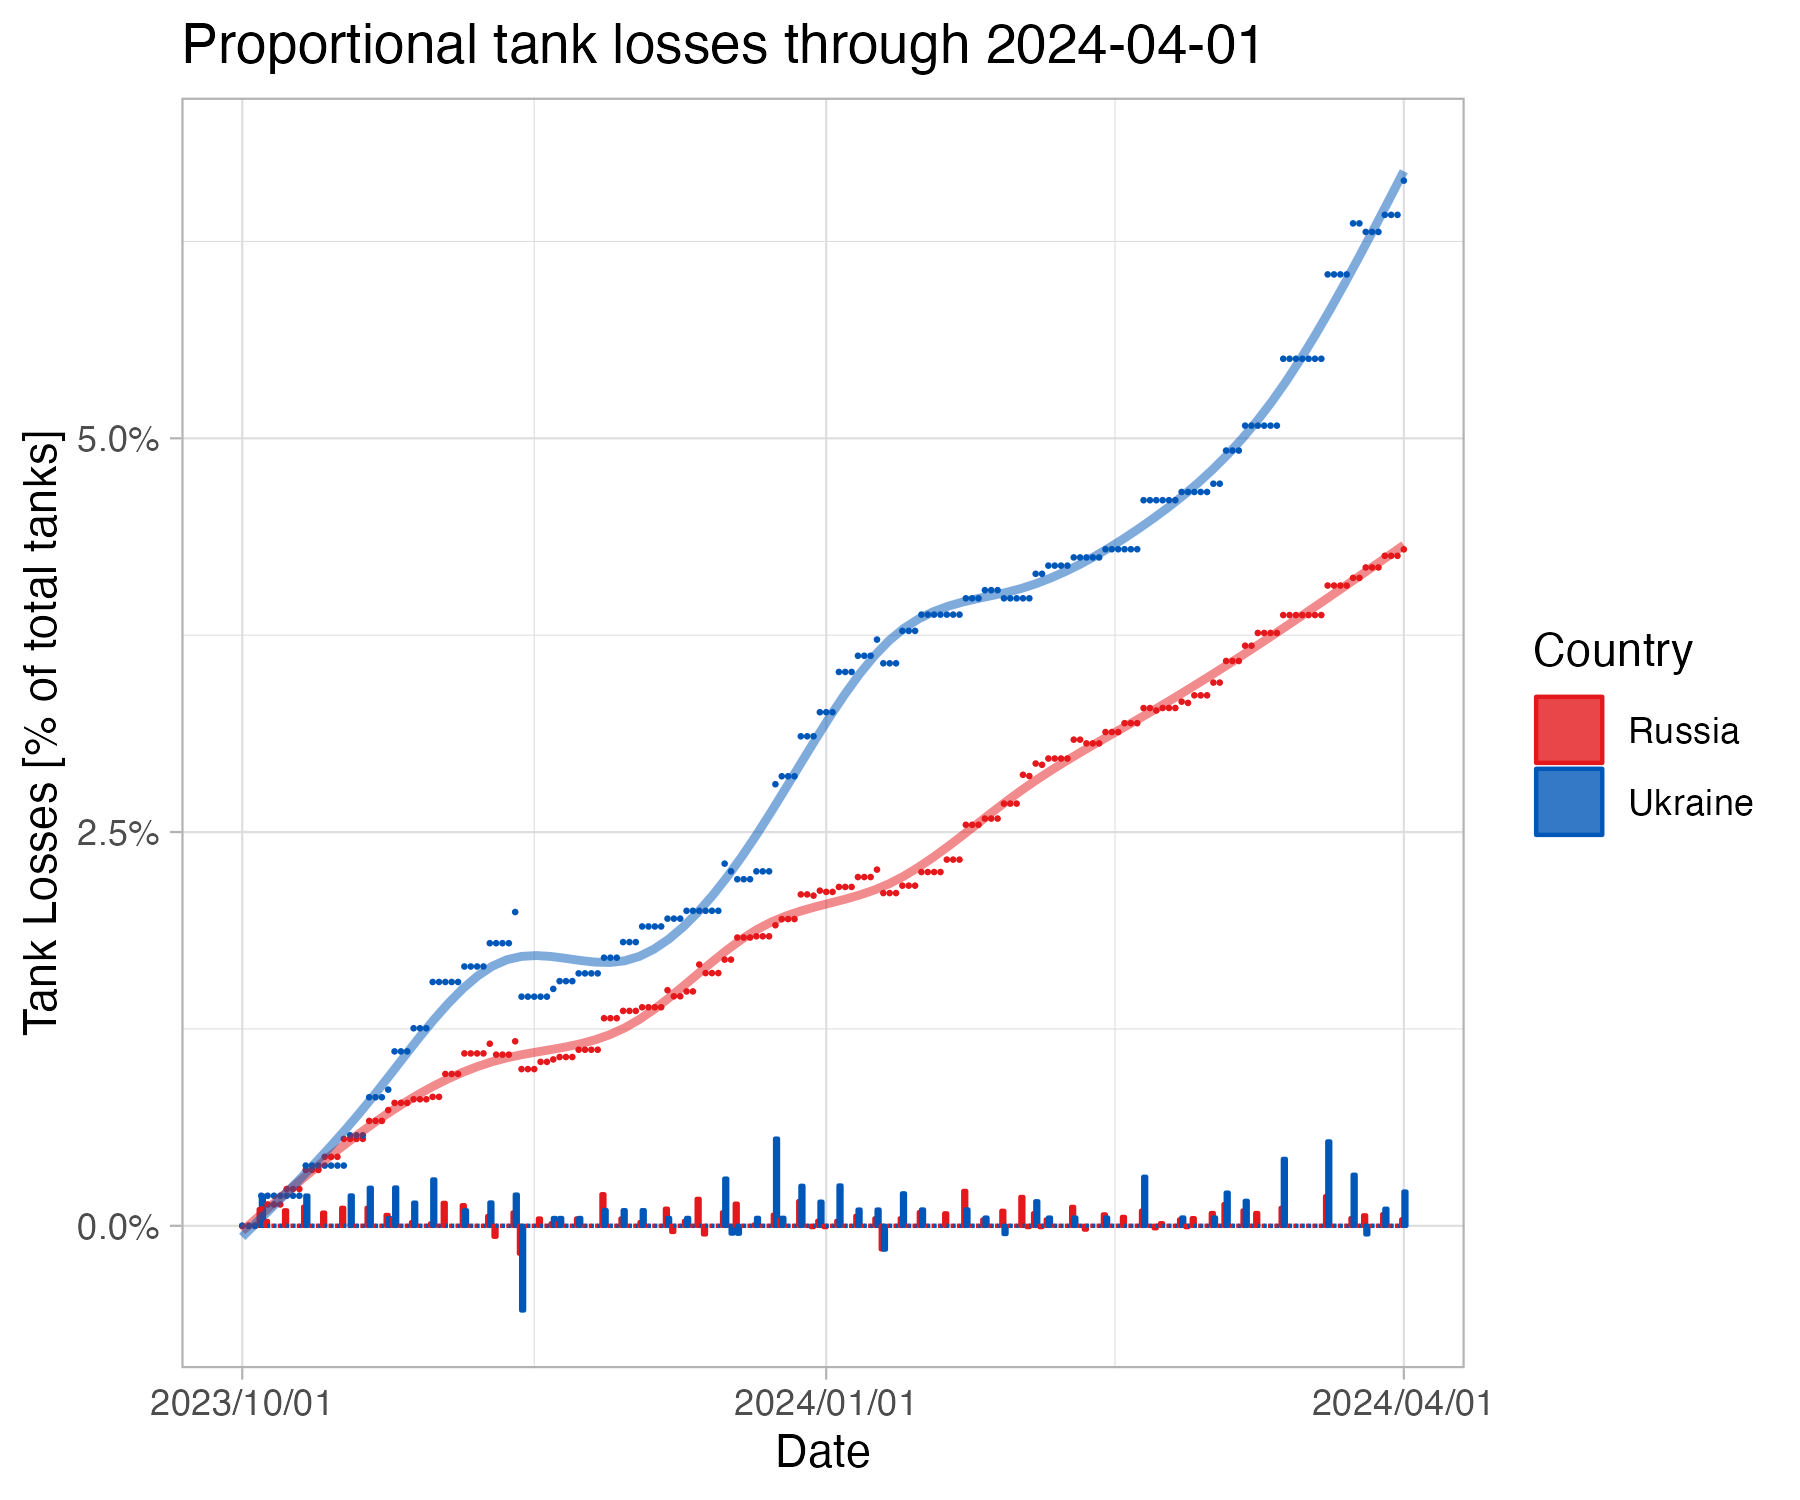 Proportional tank losses through 2024-04-01
Tank Losses [% of total tanks]
5.0%
2.5%
0.0%
2023/10/01
2024/01/01
2024/04/01
Date
Country
Russia
Ukraine